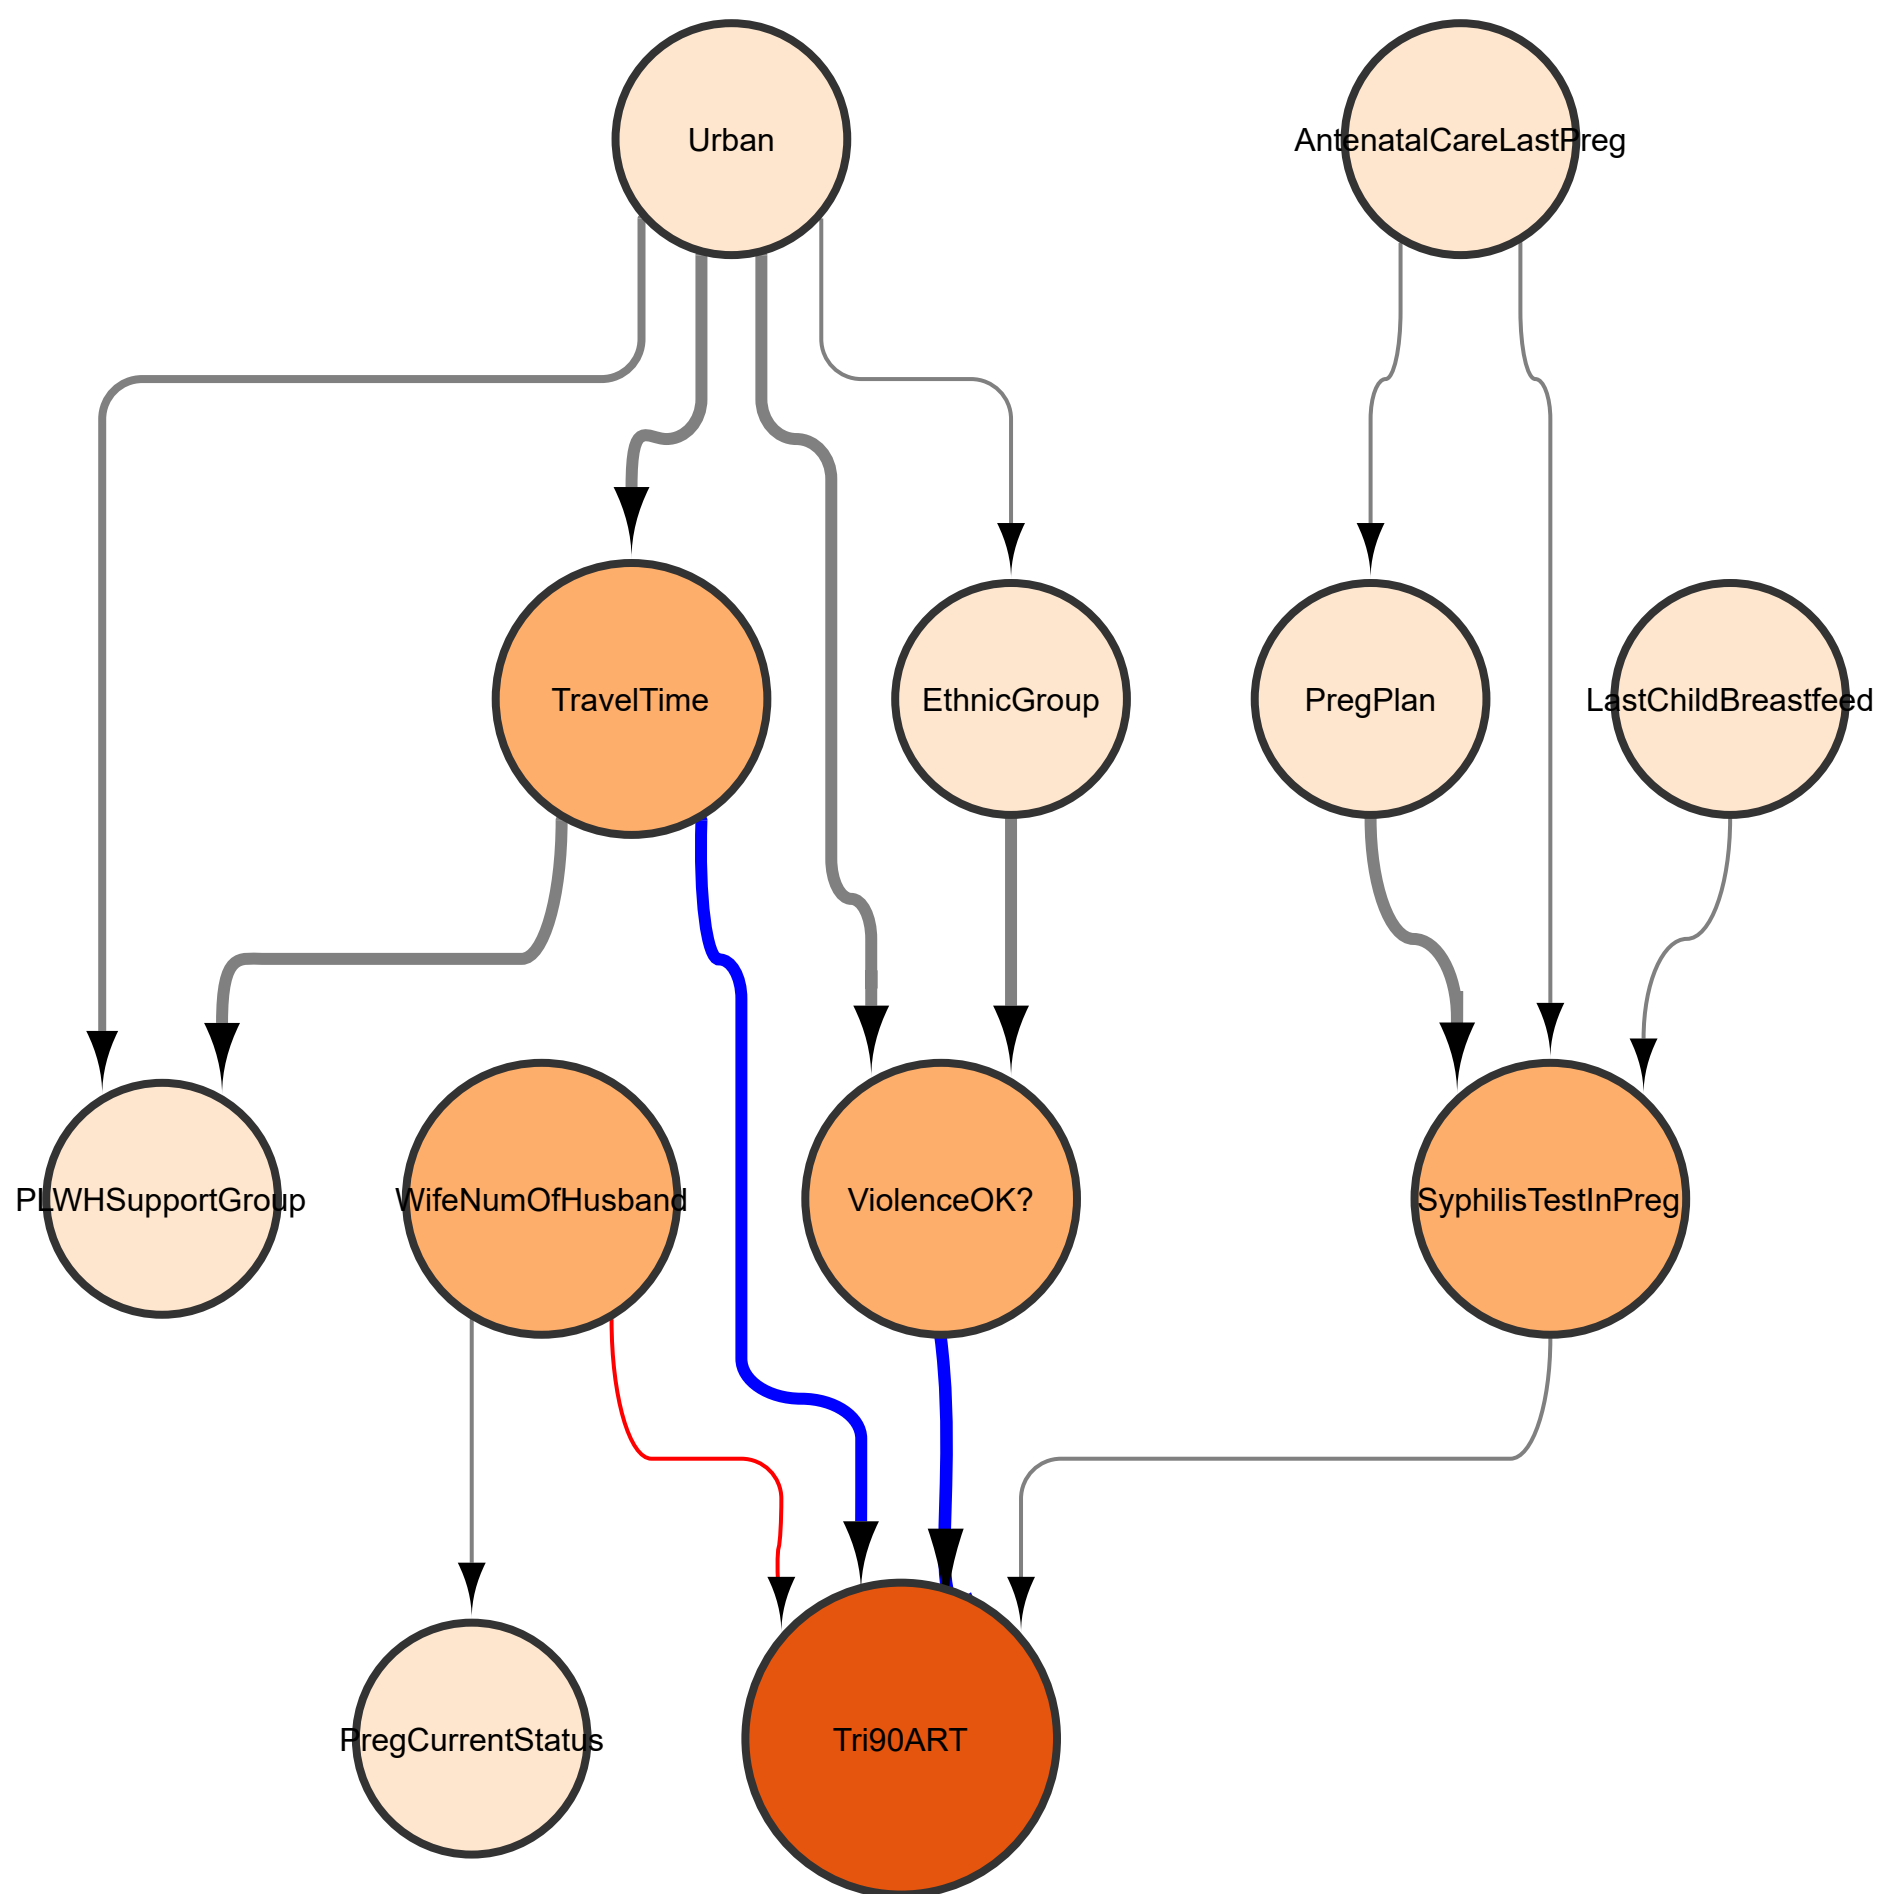 Urban
AntenatalCareLastPreg
TravelTime
EthnicGroup
PregPlan
LastChildBreastfeed
PLWHSupportGroup
WifeNumOfHusband
ViolenceOK?
SyphilisTestInPreg
PregCurrentStatus
Tri90ART